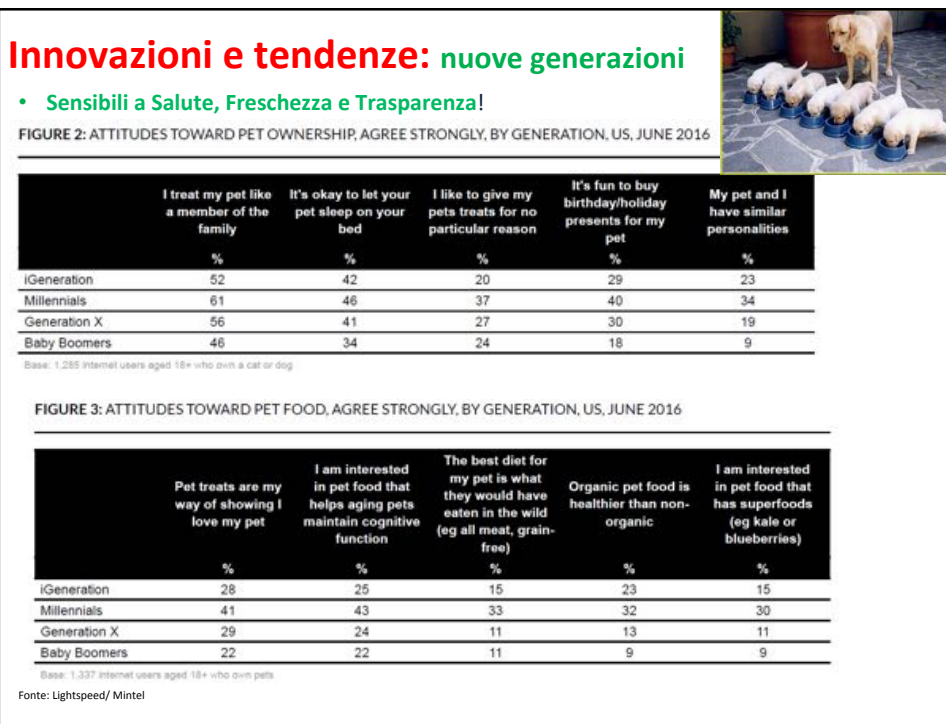 Innovazioni e tendenze: nuove generazioni
• Sensibili a Salute, Freschezza e Trasparenza!
FIGURE 2: ATTITUDES TOWARD PET OWNERSHIP, AGREE STRONGLY, BY GENERATION, US, JUNE 2016
I treat my pet like a member of the family
It's okay to let your pet sleep on your bed
I like to give my pets treats for no particular reason
It's fun to buy birthday/holiday presents for my pet
My pet and I have similar personalities
% % % % %
iGeneration 52 42 20 29 23
Millennials 61 46 37 40 34
Generation X 56 41 27 30 19
Baby Boomers 46 34 24 18 9
Base: 1,285 internet users aged 18+ who own a cat or dog
FIGURE 3: ATTITUDES TOWARD PET FOOD, AGREE STRONGLY, BY GENERATION, US, JUNE 2016
Pet treats are my way of showing I love my pet
I am interested in pet food that helps aging pets maintain cognitive function
The best diet for my pet is what they would have eaten in the wild (eg all meat, grain-free)
Organic pet food is healthier than non-organic
I am interested in pet food that has superfoods (eg kale or blueberries)
% % % % %
iGeneration 28 25 15 23 15
Millennials 41 43 33 32 30
Generation X 29 24 11 13 11
Baby Boomers 22 22 11 9 9
Base: 1,337 internet users aged 18+ who own pets
Fonte: Lightspeed/ Mintel